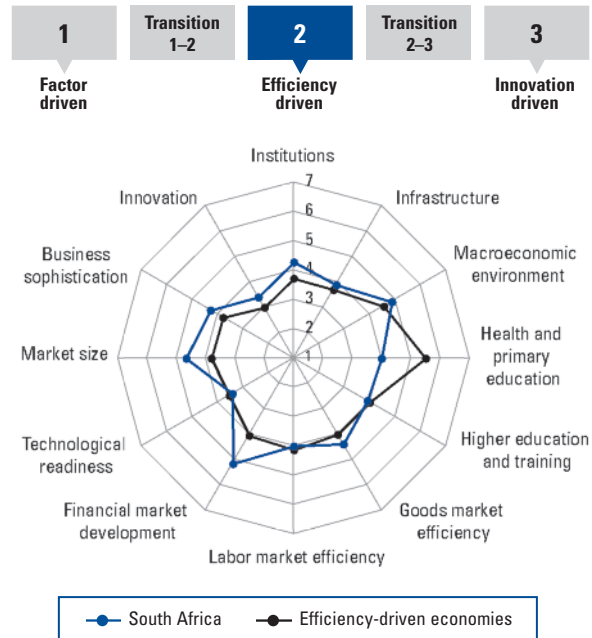 1
Transition
1–2
2
Transition
2–3
3
Factor
driven
Efficiency
driven
Innovation
driven
Institutions
Infrastructure
Macroeconomic
environment
Health and
primary
education
Higher education
and training
Goods market
efficiency
Labor market efficiency
Financial market
development
Technological
readiness
Market size
Business
sophistication
Innovation
7
6
5
4
3
2
1
South Africa
Efficiency-driven economies